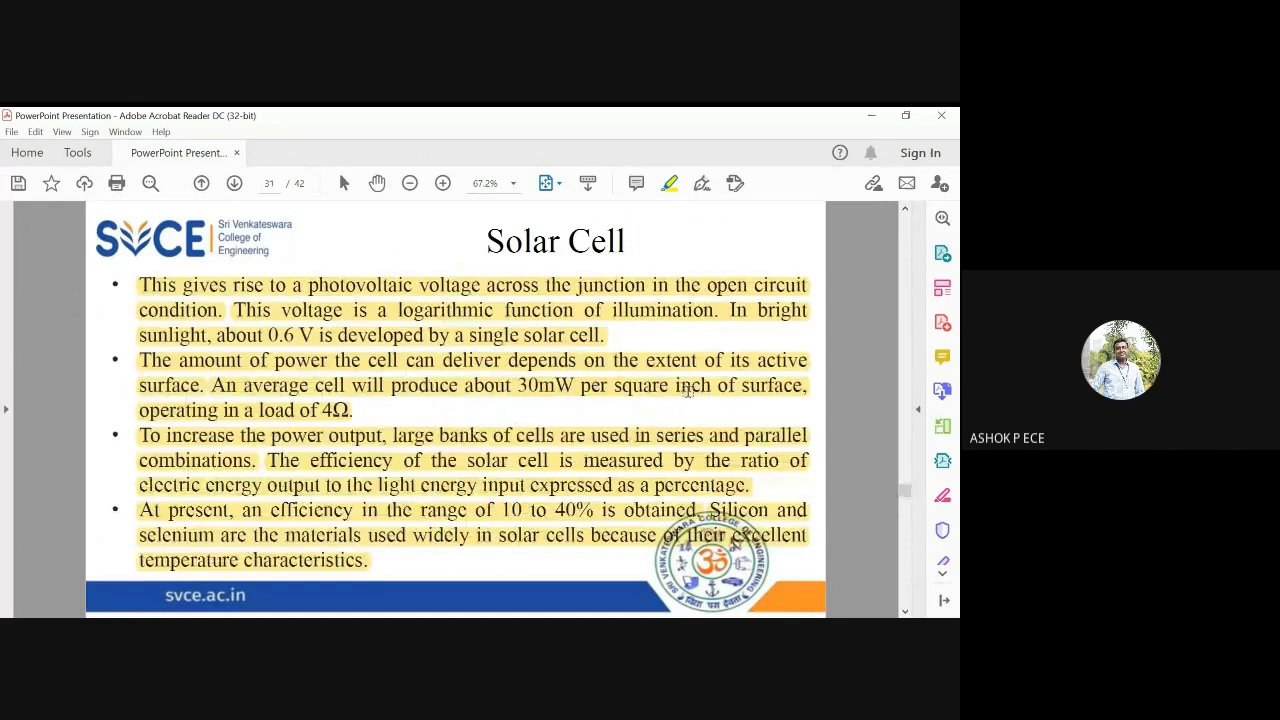 PowerPoint Presentation - Adobe Acrobat Reader DC (32-bit)
File Edit View Sign Window Help
Home Tools PowerPoint Present... × Sign In
31 / 42 67.2%
SVCE Sri Venkateswara
College of
Engineering
Solar Cell
• This gives rise to a photovoltaic voltage across the junction in the open circuit
condition. This voltage is a logarithmic function of illumination. In bright
sunlight, about 0.6 V is developed by a single solar cell.
• The amount of power the cell can deliver depends on the extent of its active
surface. An average cell will produce about 30mW per square inch of surface,
operating in a load of 4Ω.
• To increase the power output, large banks of cells are used in series and parallel
combinations. The efficiency of the solar cell is measured by the ratio of
electric energy output to the light energy input expressed as a percentage.
• At present, an efficiency in the range of 10 to 40% is obtained. Silicon and
selenium are the materials used widely in solar cells because of their excellent
temperature characteristics.
SRI VENKATESWARA COLLEGE OF ENGINEERING
ॐ
svce.ac.in
ASHOK P ECE